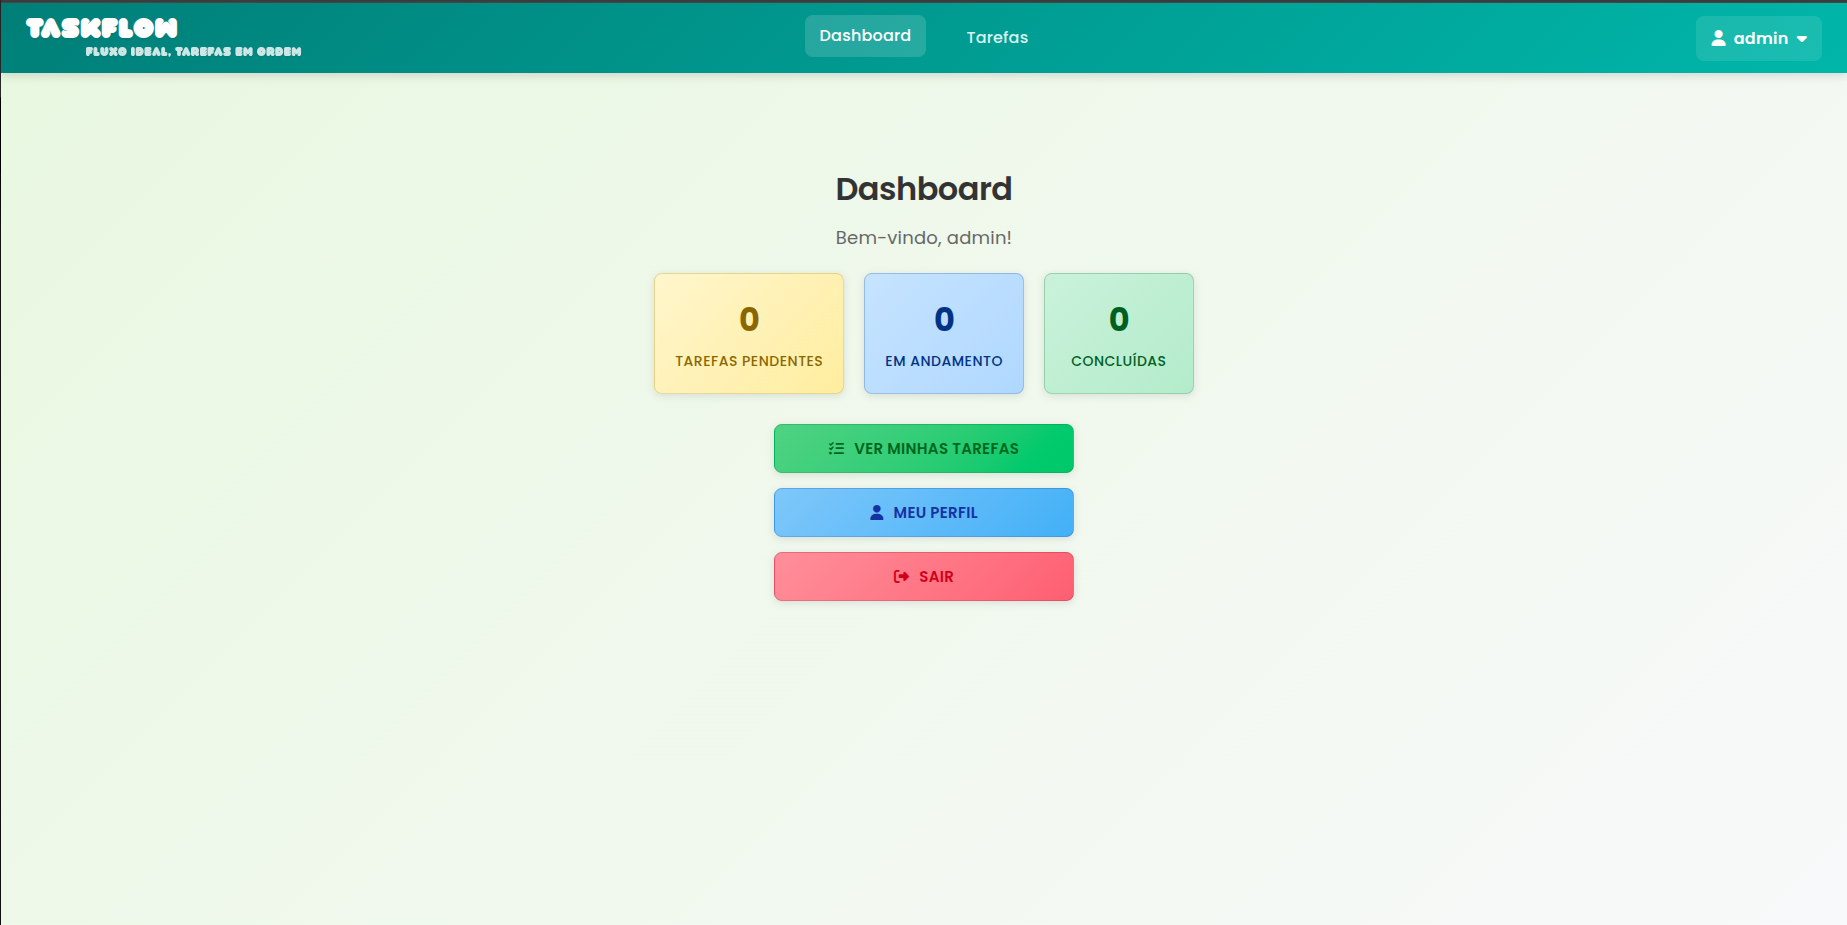 TASKFLOW
FLUXO IDEAL, TAREFAS EM ORDEM
Dashboard
Tarefas
admin
Dashboard
Bem-vindo, admin!
0
TAREFAS PENDENTES
0
EM ANDAMENTO
0
CONCLUÍDAS
VER MINHAS TAREFAS
MEU PERFIL
SAIR